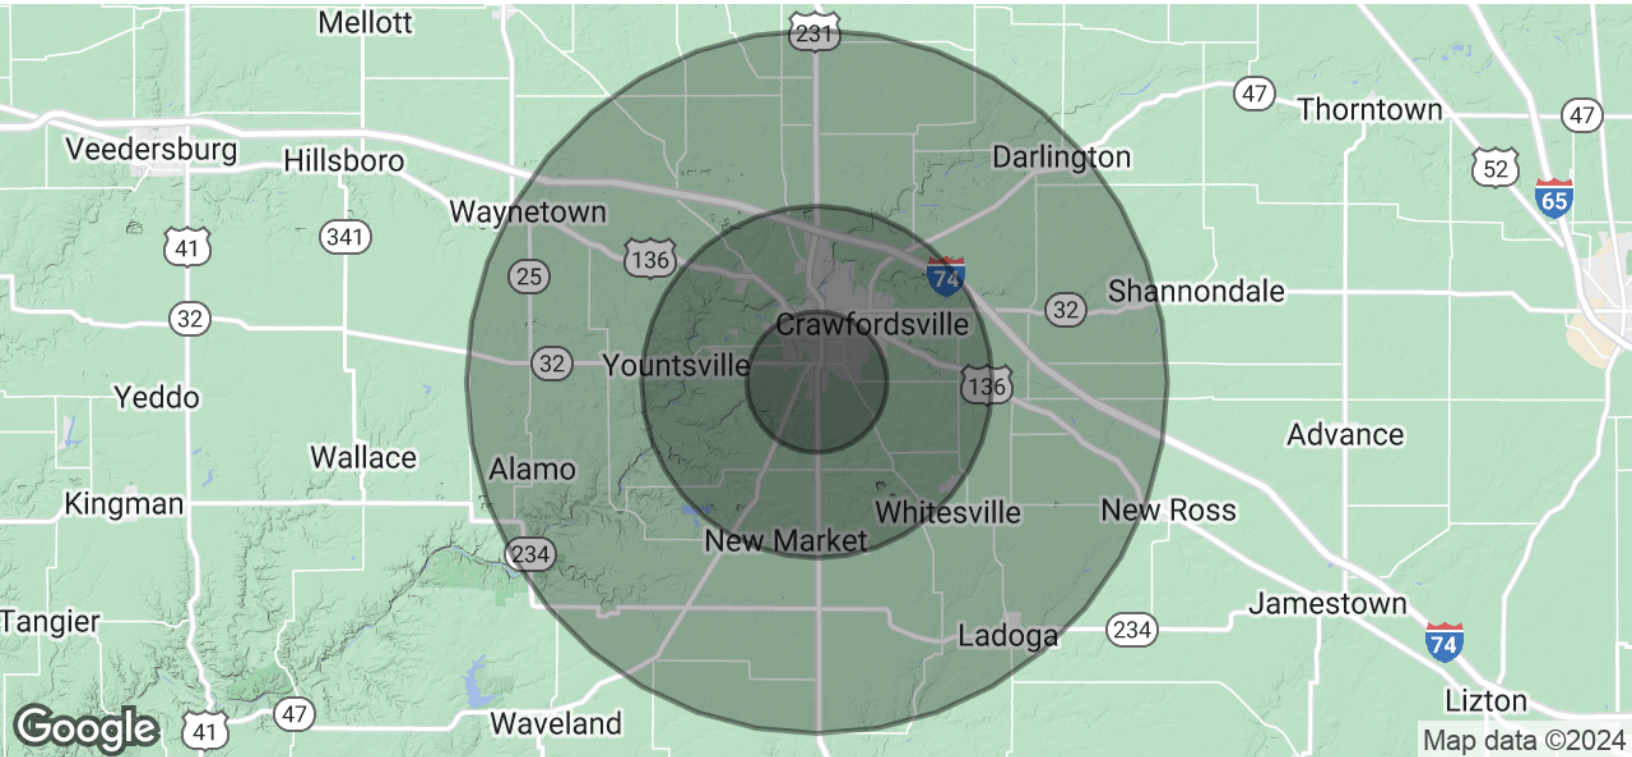 Mellott
231
47
Thorntown
47
Veedersburg
Hillsboro
Darlington
52
65
Waynetown
41
341
136
25
74
Shannondale
32
32
Crawfordsville
32
Yountsville
136
Yeddo
Advance
Wallace
Alamo
Kingman
Whitesville
New Ross
New Market
234
Jamestown
Tangier
Ladoga
234
74
Lizton
47
Waveland
Google
41
Map data ©2024